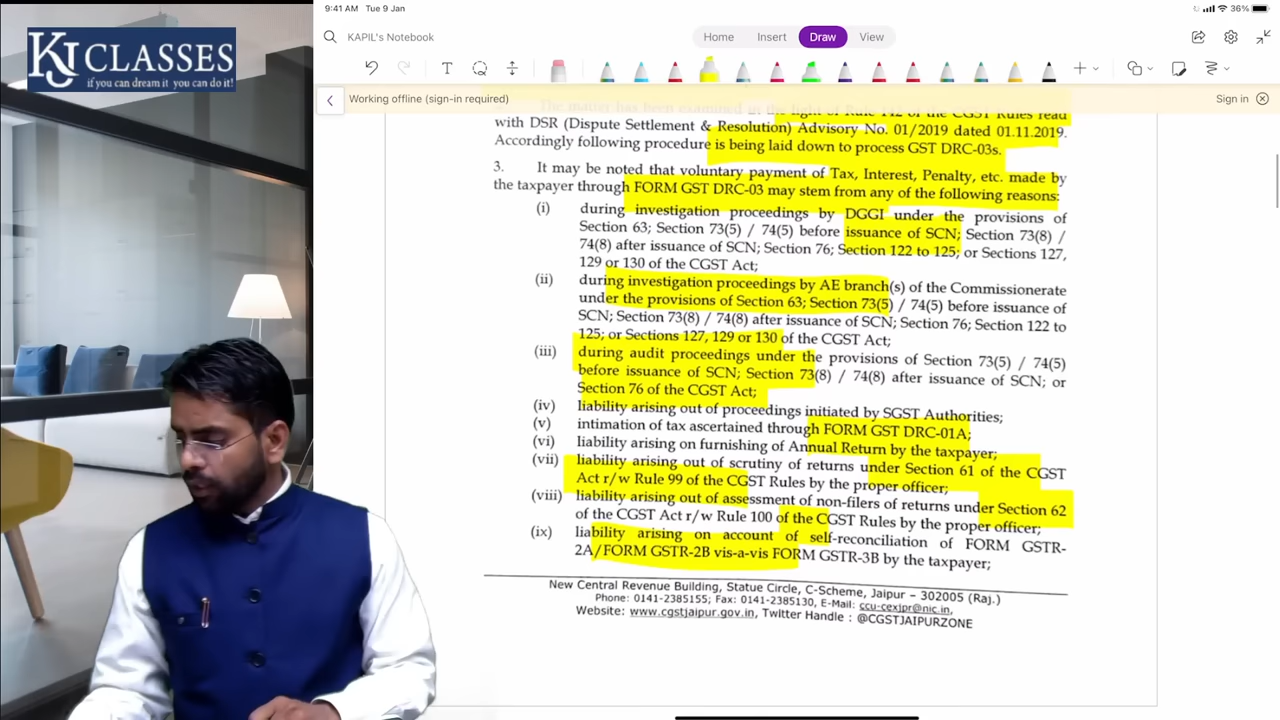 9:41 AM Tue 9 Jan
36%
KJ CLASSES
if you can dream it you can do it!
KAPIL's Notebook
Home Insert Draw View
Working offline (sign-in required)
Sign in
The matter has been examined in the light of Rule 142 of the CGST Rules read
with DSR (Dispute Settlement & Resolution) Advisory No. 01/2019 dated 01.11.2019.
Accordingly following procedure is being laid down to process GST DRC-03s.
3. It may be noted that voluntary payment of Tax, Interest, Penalty, etc. made by
the taxpayer through FORM GST DRC-03 may stem from any of the following reasons:
(i) during investigation proceedings by DGGI under the provisions of
Section 63; Section 73(5) / 74(5) before issuance of SCN; Section 73(8) /
74(8) after issuance of SCN; Section 76; Section 122 to 125; or Sections 127,
129 or 130 of the CGST Act;
(ii) during investigation proceedings by AE branch(s) of the Commissionerate
under the provisions of Section 63; Section 73(5) / 74(5) before issuance of
SCN; Section 73(8) / 74(8) after issuance of SCN; Section 76; Section 122 to
125; or Sections 127, 129 or 130 of the CGST Act;
(iii) during audit proceedings under the provisions of Section 73(5) / 74(5)
before issuance of SCN; Section 73(8) / 74(8) after issuance of SCN; or
Section 76 of the CGST Act;
(iv) liability arising out of proceedings initiated by SGST Authorities;
(v) intimation of tax ascertained through FORM GST DRC-01A;
(vi) liability arising on furnishing of Annual Return by the taxpayer;
(vii) liability arising out of scrutiny of returns under Section 61 of the CGST
Act r/w Rule 99 of the CGST Rules by the proper officer;
(viii) liability arising out of assessment of non-filers of returns under Section 62
of the CGST Act r/w Rule 100 of the CGST Rules by the proper officer;
(ix) liability arising on account of self-reconciliation of FORM GSTR-
2A/FORM GSTR-2B vis-a-vis FORM GSTR-3B by the taxpayer;
New Central Revenue Building, Statue Circle, C-Scheme, Jaipur – 302005 (Raj.)
Phone: 0141-2385155; Fax: 0141-2385130, E-Mail: ccu-cexjpr@nic.in,
Website: www.cgstjaipur.gov.in, Twitter Handle : @CGSTJAIPURZONE